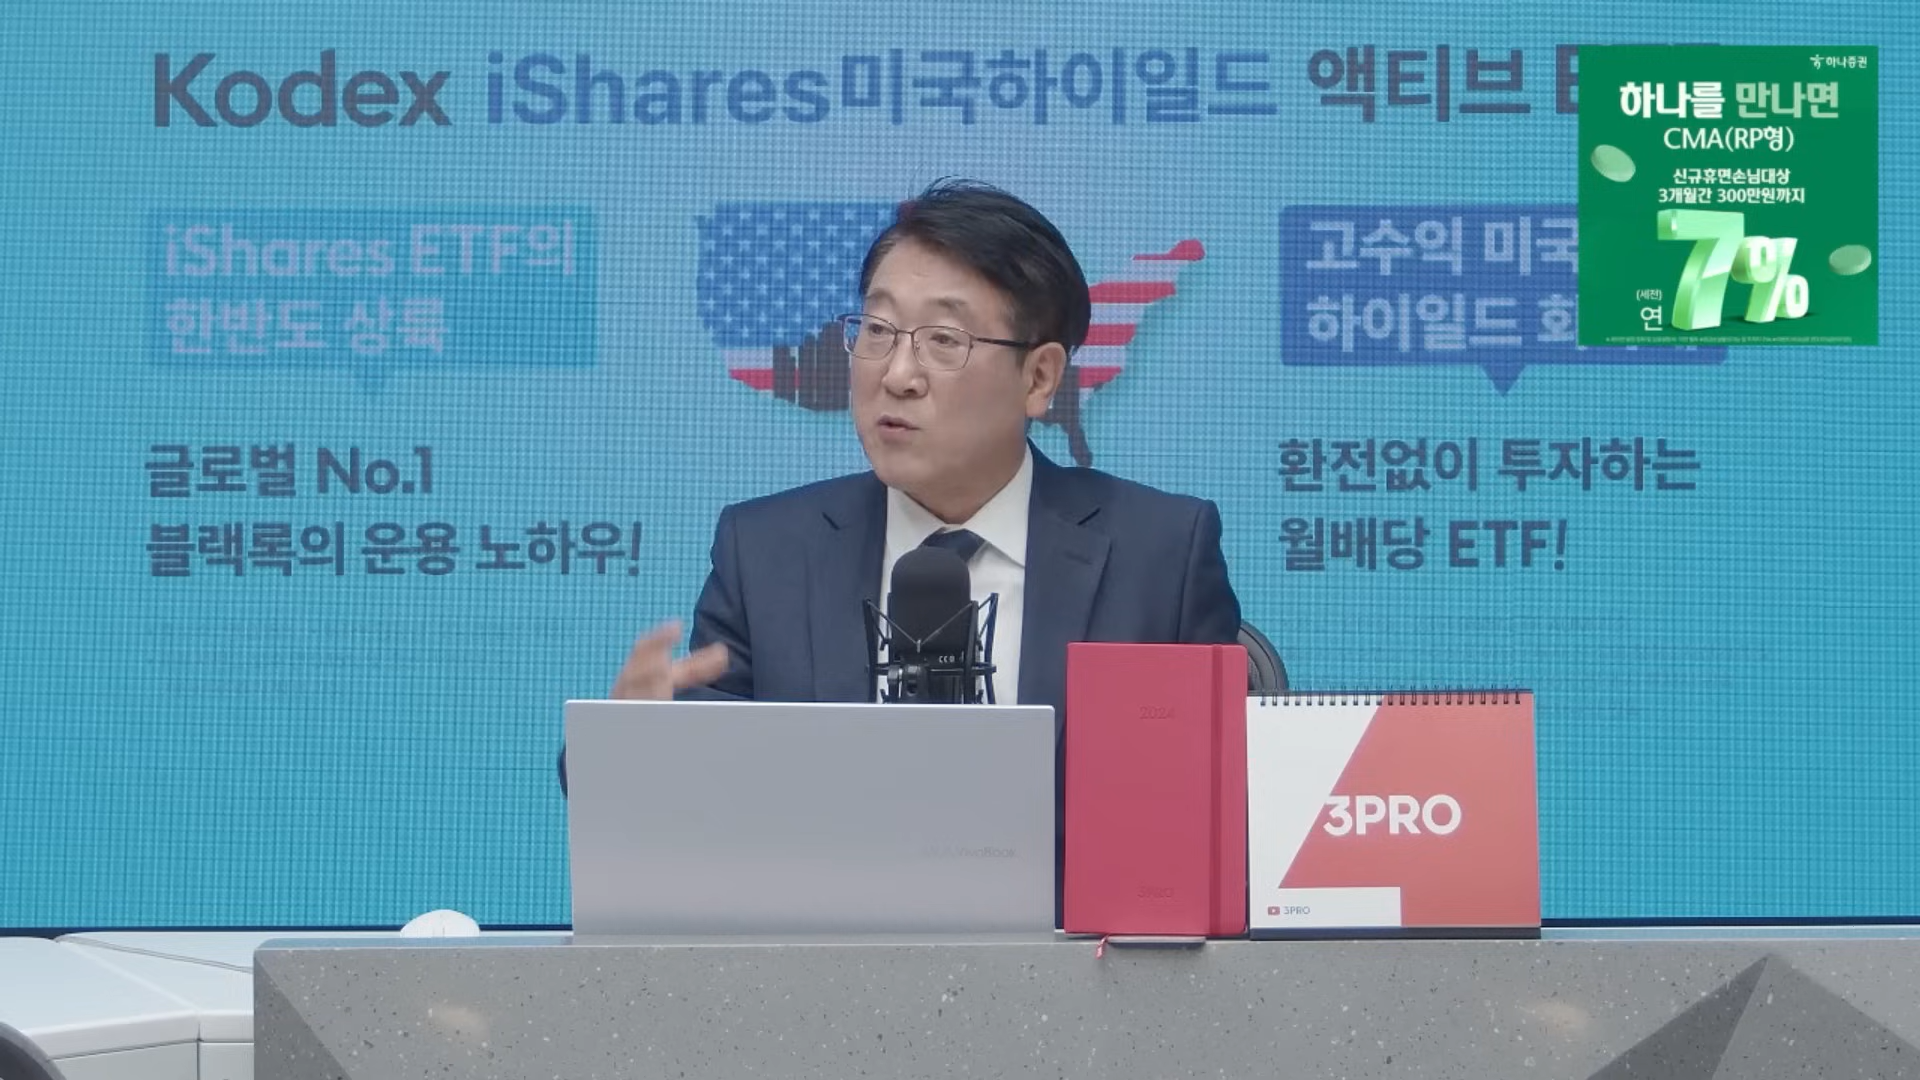 Kodex iShares미국하이일드 액티브
하나증권
하나를 만나면
CMA(RP형)
신규휴면손님대상
3개월간 300만원까지
(세전)
연 7%
iShares ETF의
한반도 상륙
고수익 미국
하이일드
글로벌 No.1
블랙록의 운용 노하우!
환전없이 투자하는
월배당 ETF!
2024
3PRO
3PRO
3PRO
VivoBook